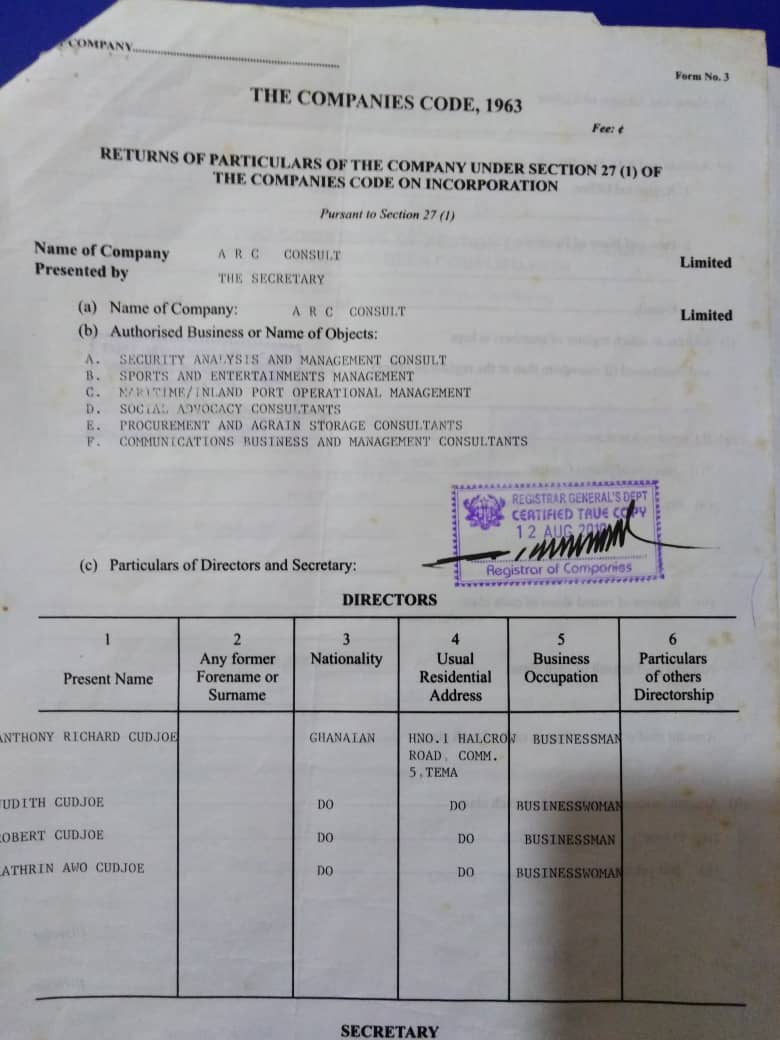 COMPANY
Form No. 3
THE COMPANIES CODE, 1963
Fee: ¢
RETURNS OF PARTICULARS OF THE COMPANY UNDER SECTION 27 (1) OF
THE COMPANIES CODE ON INCORPORATION
Pursant to Section 27 (1)
Name of Company A R C CONSULT Limited
Presented by THE SECRETARY
(a) Name of Company: A R C CONSULT Limited
(b) Authorised Business or Name of Objects:
A. SECURITY ANALYSIS AND MANAGEMENT CONSULT
B. SPORTS AND ENTERTAINMENTS MANAGEMENT
C. MARITIME/INLAND PORT OPERATIONAL MANAGEMENT
D. SOCIAL ADVOCACY CONSULTANTS
E. PROCUREMENT AND AGRAIN STORAGE CONSULTANTS
F. COMMUNICATIONS BUSINESS AND MANAGEMENT CONSULTANTS
REGISTRAR GENERAL'S DEPT
CERTIFIED TRUE COPY
12 AUG
Registrar of Companies
(c) Particulars of Directors and Secretary:
DIRECTORS
1 2 3 4 5 6
Present Name Any former Forename or Surname Nationality Usual Residential Address Business Occupation Particulars of others Directorship
ANTHONY RICHARD CUDJOE GHANAIAN HNO.1 HALCROW BUSINESSMAN
ROAD, COMM.
5,TEMA
UDITH CUDJOE DO DO BUSINESSWOMAN
OBERT CUDJOE DO DO BUSINESSMAN
ATHRIN AWO CUDJOE DO DO BUSINESSWOMAN
SECRETARY